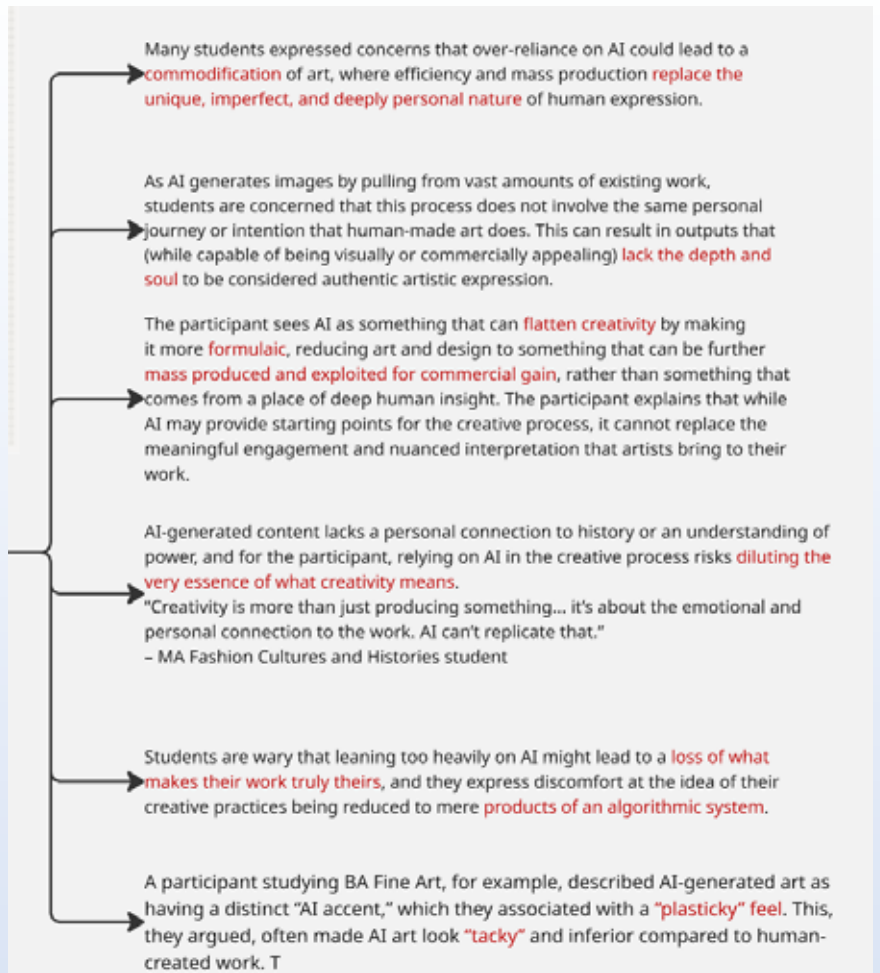 Many students expressed concerns that over-reliance on AI could lead to a
commodification of art, where efficiency and mass production replace the
unique, imperfect, and deeply personal nature of human expression.
As AI generates images by pulling from vast amounts of existing work,
students are concerned that this process does not involve the same personal
journey or intention that human-made art does. This can result in outputs that
(while capable of being visually or commercially appealing) lack the depth and
soul to be considered authentic artistic expression.
The participant sees AI as something that can flatten creativity by making
it more formulaic, reducing art and design to something that can be further
mass produced and exploited for commercial gain, rather than something that
comes from a place of deep human insight. The participant explains that while
AI may provide starting points for the creative process, it cannot replace the
meaningful engagement and nuanced interpretation that artists bring to their
work.
AI-generated content lacks a personal connection to history or an understanding of
power, and for the participant, relying on AI in the creative process risks diluting the
very essence of what creativity means.
"Creativity is more than just producing something... it's about the emotional and
personal connection to the work. AI can't replicate that."
– MA Fashion Cultures and Histories student
Students are wary that leaning too heavily on AI might lead to a loss of what
makes their work truly theirs, and they express discomfort at the idea of their
creative practices being reduced to mere products of an algorithmic system.
A participant studying BA Fine Art, for example, described AI-generated art as
having a distinct “AI accent,” which they associated with a “plasticky” feel. This,
they argued, often made AI art look “tacky” and inferior compared to human-
created work. T